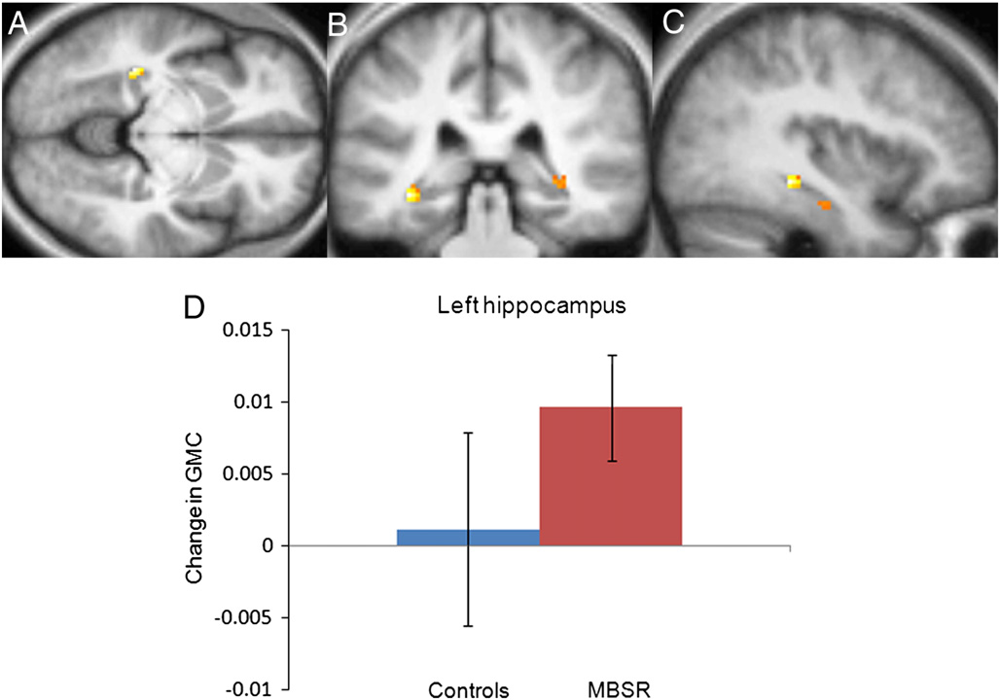 A
B
C
D
Left hippocampus
0.015
0.01
0.005
0
-0.005
-0.01
Change in GMC
Controls
MBSR